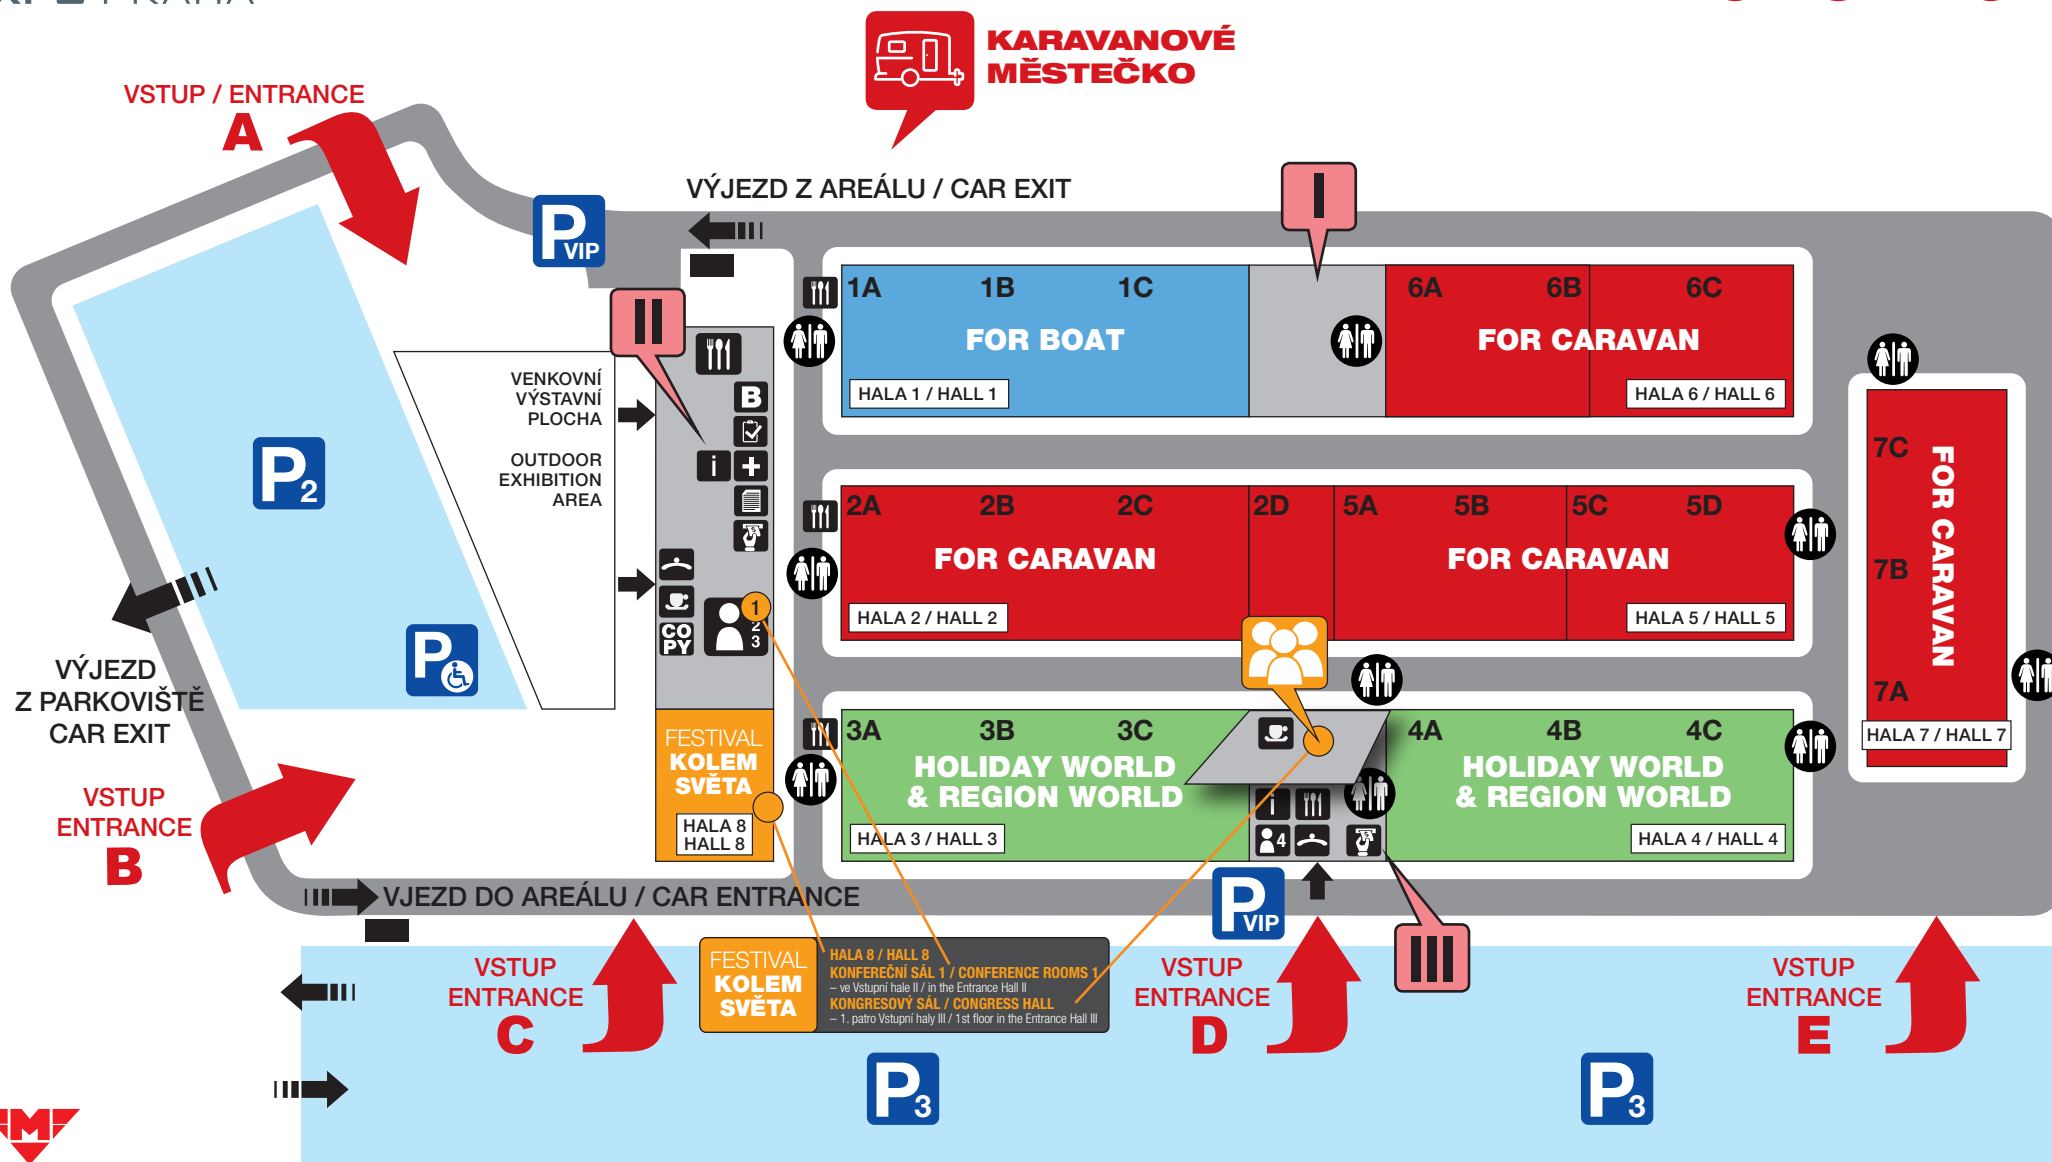 KARAVANOVÉ
MĚSTEČKO
VSTUP / ENTRANCE
A
VÝJEZD Z AREÁLU / CAR EXIT
P VIP
I
II
1A 1B 1C
FOR BOAT
HALA 1 / HALL 1
6A 6B 6C
FOR CARAVAN
HALA 6 / HALL 6
VENKOVNÍ
VÝSTAVNÍ
PLOCHA
OUTDOOR
EXHIBITION
AREA
B
i
P2
2A 2B 2C 2D
FOR CARAVAN
HALA 2 / HALL 2
5A 5B 5C 5D
FOR CARAVAN
HALA 5 / HALL 5
7C
7B
7A
FOR CARAVAN
HALA 7 / HALL 7
CO
PY
1
2
3
P
VÝJEZD
Z PARKOVIŠTĚ
CAR EXIT
FESTIVAL
KOLEM
SVĚTA
HALA 8
HALL 8
3A 3B 3C
HOLIDAY WORLD
& REGION WORLD
HALA 3 / HALL 3
4A 4B 4C
HOLIDAY WORLD
& REGION WORLD
HALA 4 / HALL 4
i
4
VSTUP
ENTRANCE
B
VJEZD DO AREÁLU / CAR ENTRANCE
P VIP
III
VSTUP
ENTRANCE
C
FESTIVAL
KOLEM
SVĚTA
HALA 8 / HALL 8
KONFEREČNÍ SÁL 1 / CONFERENCE ROOMS 1
– ve Vstupní hale II / in the Entrance Hall II
KONGRESOVÝ SÁL / CONGRESS HALL
– 1. patro Vstupní haly III / 1st floor in the Entrance Hall III
VSTUP
ENTRANCE
D
VSTUP
ENTRANCE
E
P3
P3
M